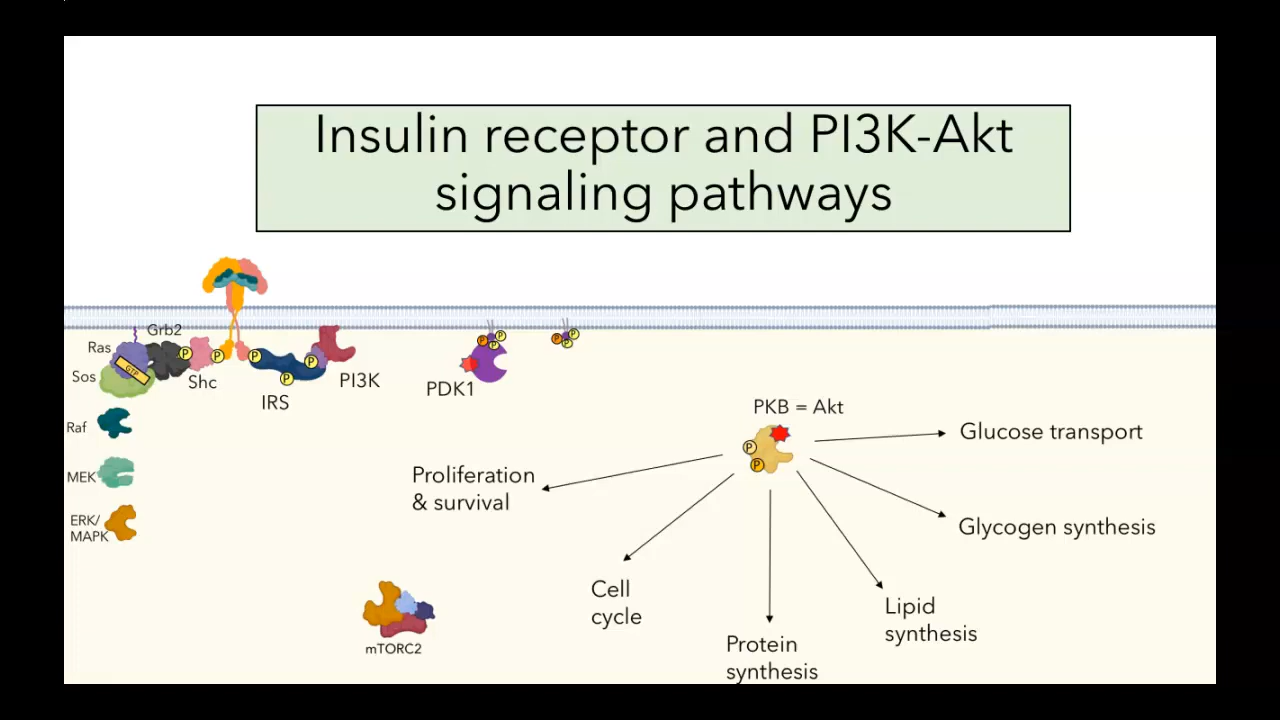 Insulin receptor and PI3K-Akt
signaling pathways
Grb2
Ras
GTP
Sos
Shc
P
P
P
P
P
IRS
PI3K
PDK1
P
P
P
P
P
P
Raf
MEK
ERK/
MAPK
PKB = Akt
P
P
Glucose transport
Glycogen synthesis
Lipid
synthesis
Protein
synthesis
Cell
cycle
Proliferation
& survival
mTORC2